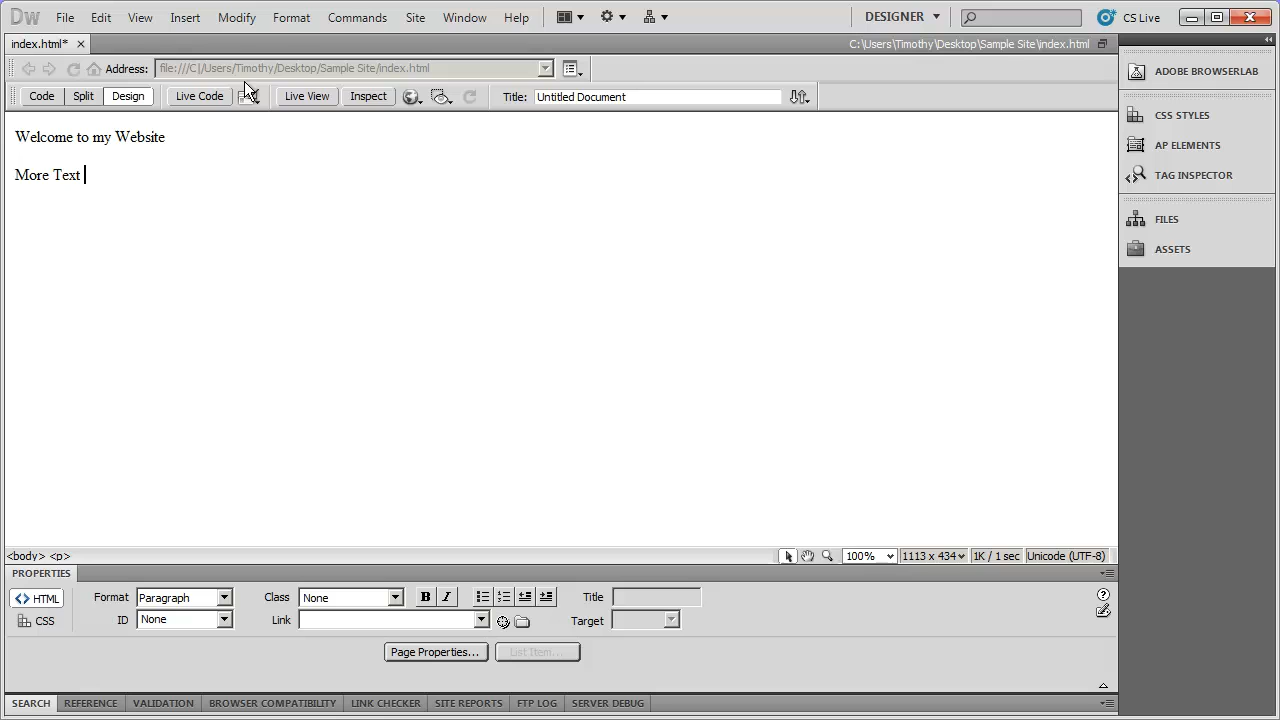 Dw File Edit View Insert Modify Format Commands Site Window Help DESIGNER CS Live
index.html* C:\Users\Timothy\Desktop\Sample Site\index.html
Address: file:///C|/Users/Timothy/Desktop/Sample Site/index.html
Code Split Design Live Code Live View Inspect Title: Untitled Document
Welcome to my Website
More Text
ADOBE BROWSERLAB
CSS STYLES
AP ELEMENTS
TAG INSPECTOR
FILES
ASSETS
<body> <p> 100% 1113 x 434 1K / 1 sec Unicode (UTF-8)
PROPERTIES
HTML Format Paragraph Class None B I Title
CSS ID None Link Target
Page Properties... List Item...
SEARCH REFERENCE VALIDATION BROWSER COMPATIBILITY LINK CHECKER SITE REPORTS FTP LOG SERVER DEBUG